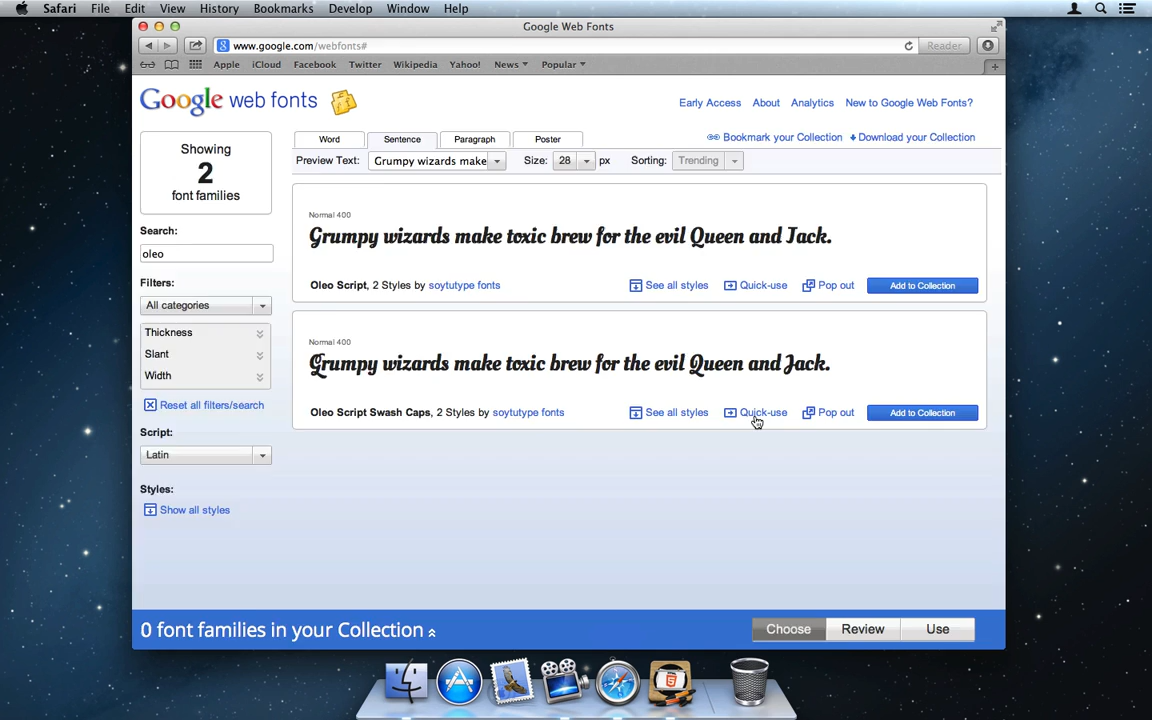 Safari File Edit View History Bookmarks Develop Window Help
Google Web Fonts
www.google.com/webfonts#
Reader
Apple iCloud Facebook Twitter Wikipedia Yahoo! News Popular
Google web fonts
Early Access About Analytics New to Google Web Fonts?
Word Sentence Paragraph Poster
Bookmark your Collection Download your Collection
Preview Text: Grumpy wizards make Size: 28 px Sorting: Trending
Showing
2
font families
Search:
oleo
Filters:
All categories
Thickness
Slant
Width
Reset all filters/search
Script:
Latin
Styles:
Show all styles
Normal 400
Grumpy wizards make toxic brew for the evil Queen and Jack.
Oleo Script, 2 Styles by soytutype fonts See all styles Quick-use Pop out Add to Collection
Normal 400
Grumpy wizards make toxic brew for the evil Queen and Jack.
Oleo Script Swash Caps, 2 Styles by soytutype fonts See all styles Quick-use Pop out Add to Collection
0 font families in your Collection
Choose Review Use